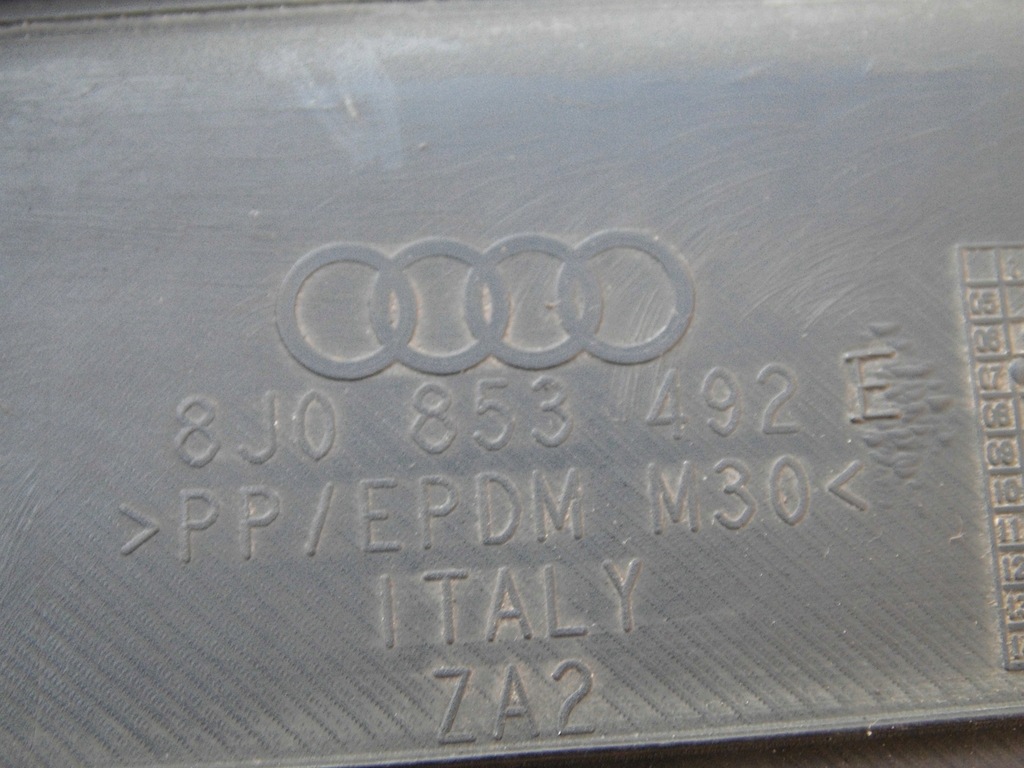 8J0 853 492 E
>PP/EPDM M30<
ITALY
ZA2